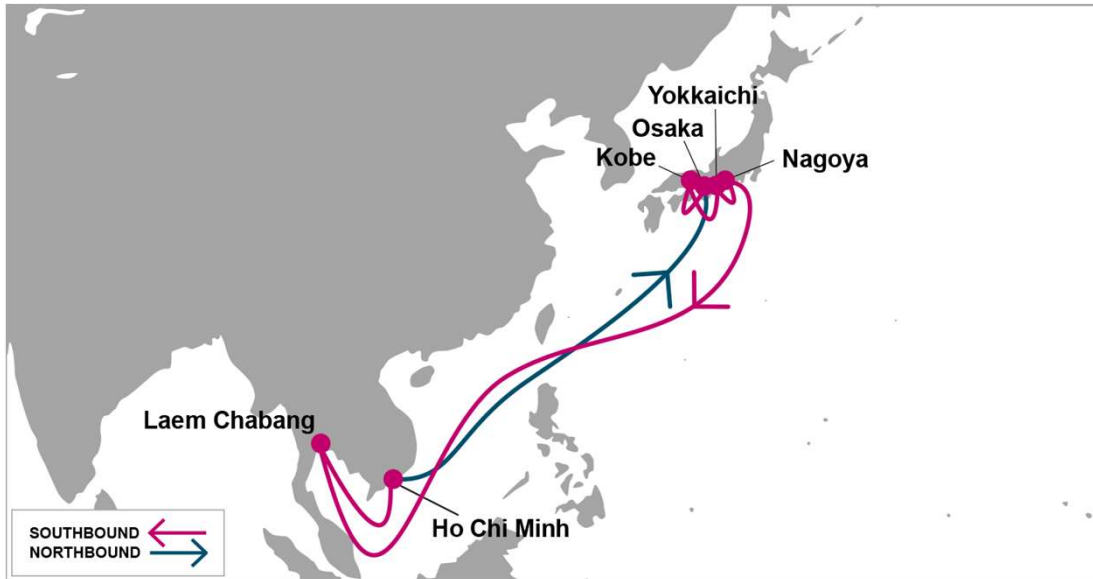 Yokkaichi
Osaka
Kobe
Nagoya
Laem Chabang
Ho Chi Minh
SOUTHBOUND
NORTHBOUND